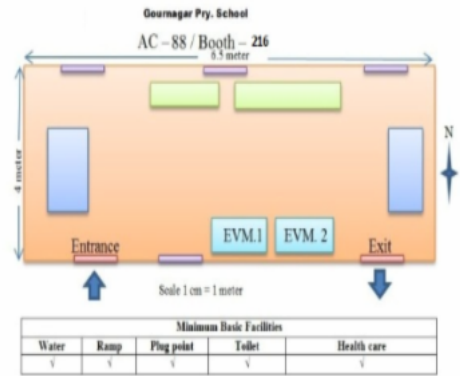 Gournagar Pry. School
AC – 88 / Booth – 216
6.5 meter
4 meter
N
EVM.1 EVM. 2
Entrance Exit
Scale 1 cm = 1 meter
Minimum Basic Facilities
Water Ramp Plug point Toilet Health care
√ √ √ √ √